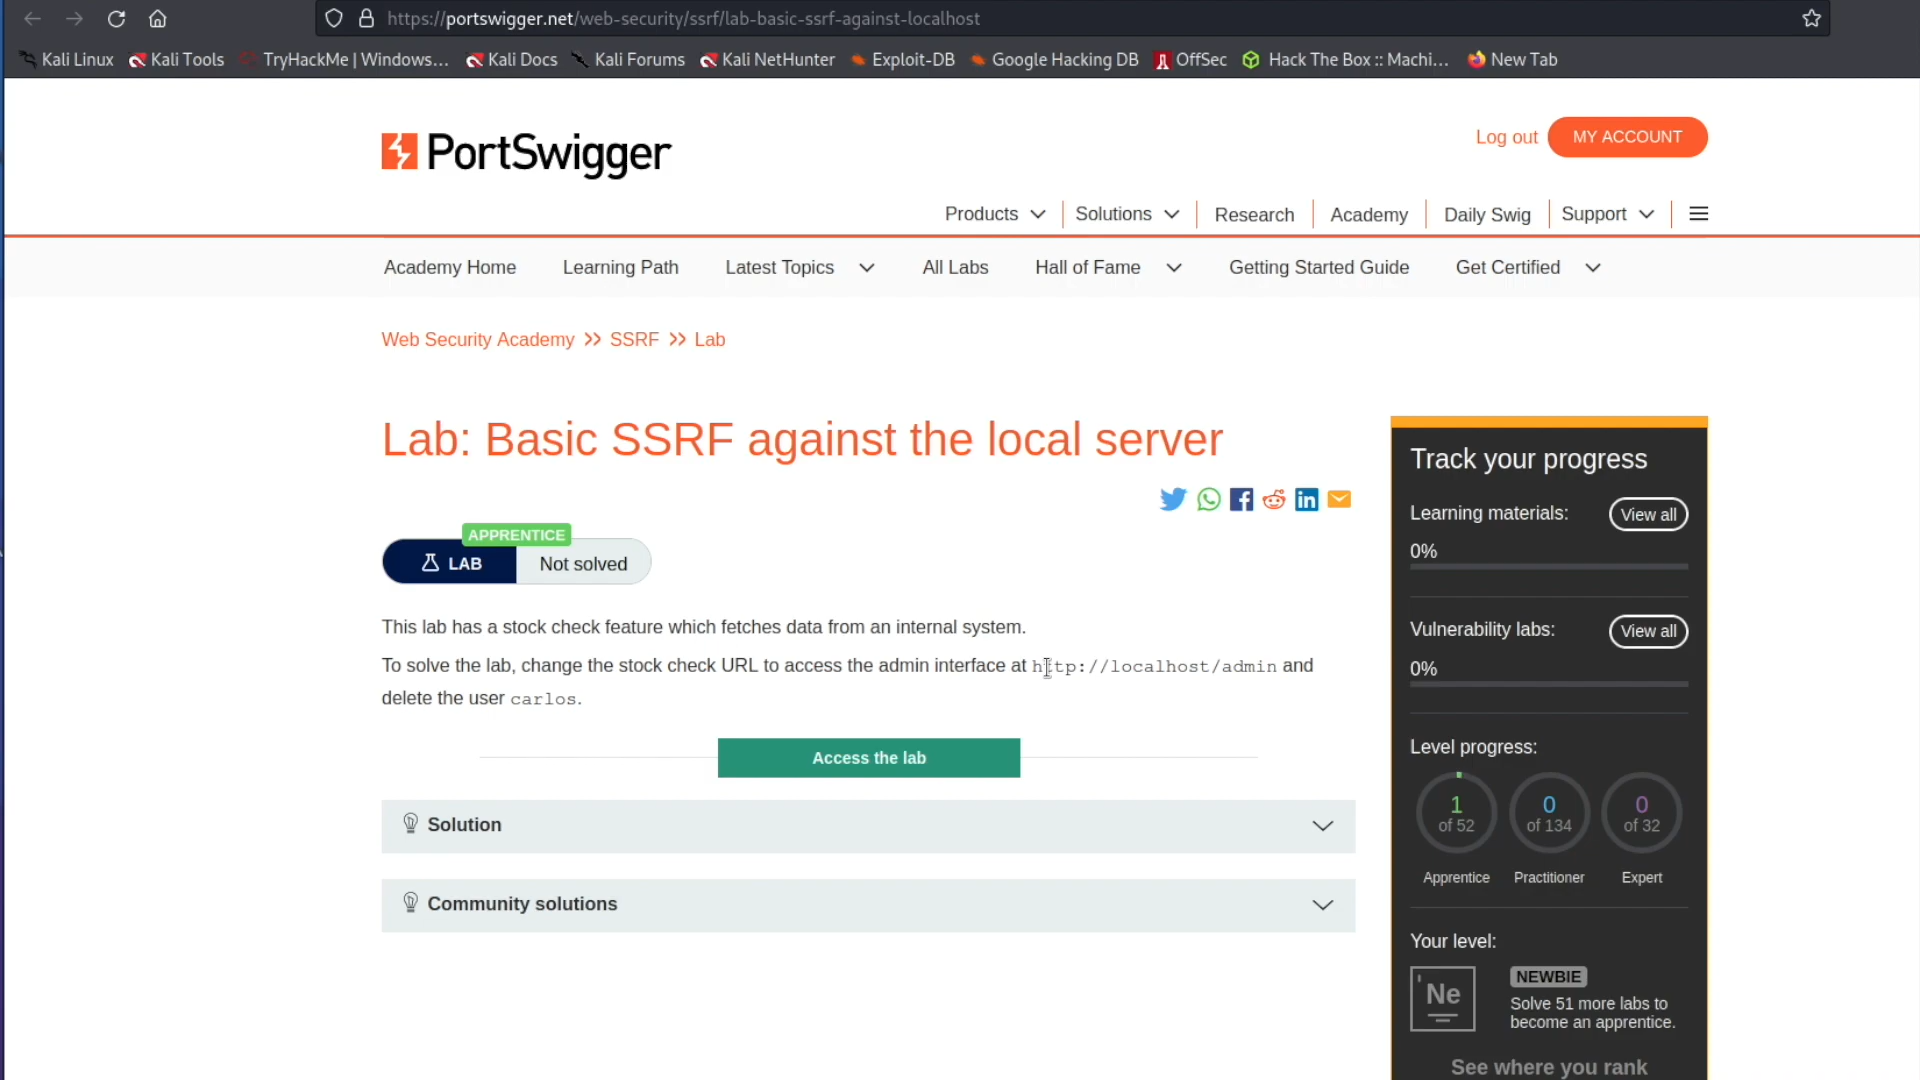 https://portswigger.net/web-security/ssrf/lab-basic-ssrf-against-localhost
Kali Linux Kali Tools TryHackMe | Windows... Kali Docs Kali Forums Kali NetHunter Exploit-DB Google Hacking DB OffSec Hack The Box :: Machi... New Tab
PortSwigger
Log out MY ACCOUNT
Products Solutions Research Academy Daily Swig Support
Academy Home Learning Path Latest Topics All Labs Hall of Fame Getting Started Guide Get Certified
Web Security Academy >> SSRF >> Lab
Lab: Basic SSRF against the local server
APPRENTICE
LAB Not solved
This lab has a stock check feature which fetches data from an internal system.
To solve the lab, change the stock check URL to access the admin interface at http://localhost/admin and
delete the user carlos.
Access the lab
Solution
Community solutions
Track your progress
Learning materials: View all
0%
Vulnerability labs: View all
0%
Level progress:
1 0 0
of 52 of 134 of 32
Apprentice Practitioner Expert
Your level:
Ne
NEWBIE
Solve 51 more labs to
become an apprentice.
See where you rank